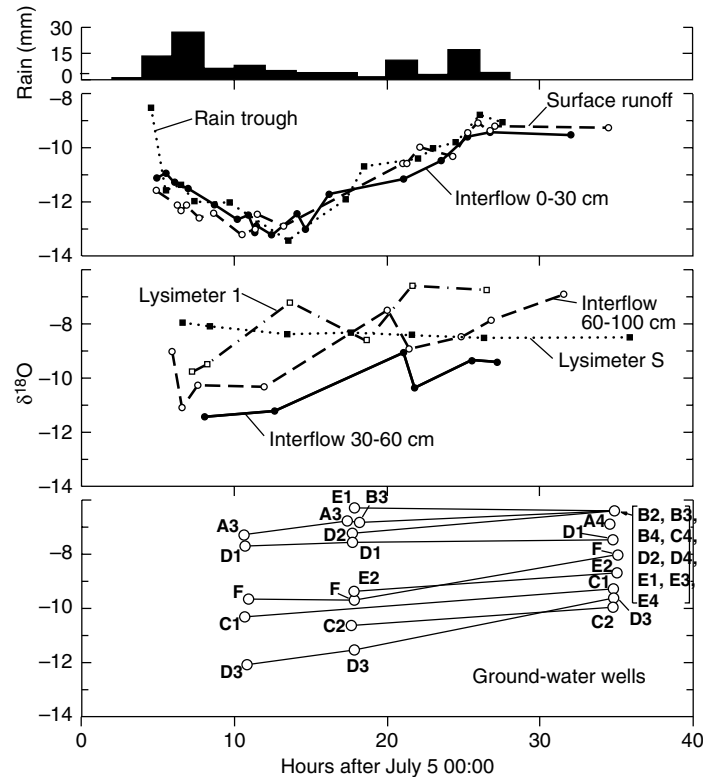 Rain (mm)
30
15
0
−8
−10
−12
−14
Rain trough
Surface runoff
Interflow 0-30 cm
δ18O
−8
−10
−12
−14
Lysimeter 1
Interflow
60-100 cm
Lysimeter S
Interflow 30-60 cm
−8
−10
−12
−14
E1
B3
A3
A3
D2
D1
D1
E2
F
F
C1
C2
D3
D3
A4
D1
F
E2
C1
C2
D3
B2, B3,
B4, C4,
D2, D4,
E1, E3,
E4
Ground-water wells
0
10
20
30
40
Hours after July 5 00:00